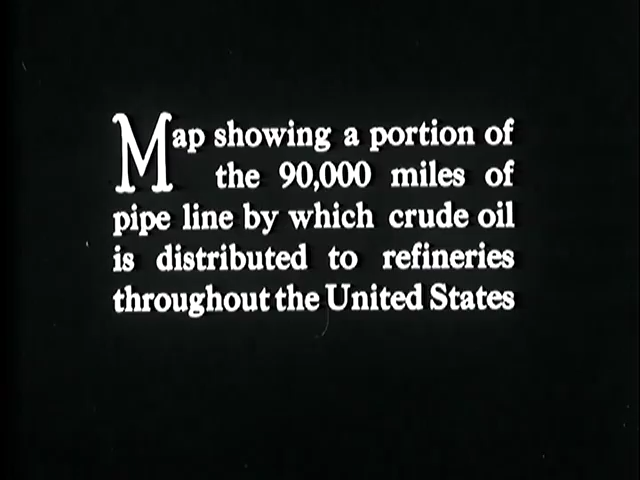 Map showing a portion of
the 90,000 miles of
pipe line by which crude oil
is distributed to refineries
throughout the United States